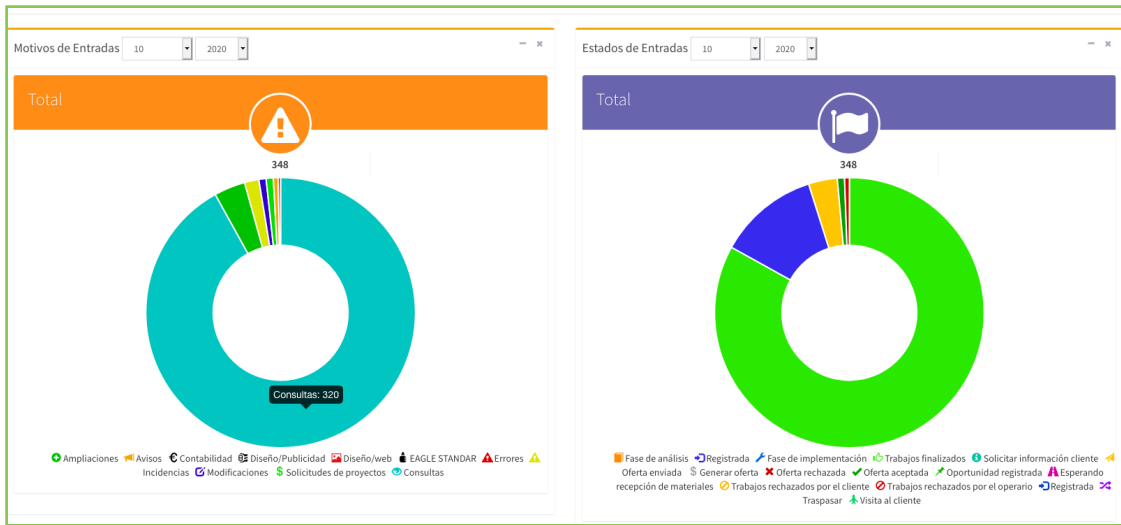 Motivos de Entradas 10 2020
Total
348
Consultas: 320
Ampliaciones Avisos Contabilidad Diseño/Publicidad Diseño/web EAGLE STANDAR Errores
Incidencias Modificaciones Solicitudes de proyectos Consultas
Estados de Entradas 10 2020
Total
348
Fase de análisis Registrada Fase de implementación Trabajos finalizados Solicitar información cliente
Oferta enviada Generar oferta Oferta rechazada Oferta aceptada Oportunidad registrada Esperando
recepción de materiales Trabajos rechazados por el cliente Trabajos rechazados por el operario Registrada
Traspasar Visita al cliente